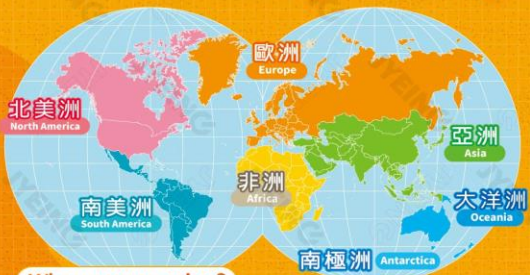 歐洲
Europe
北美洲
North America
亞洲
Asia
非洲
Africa
南美洲
South America
大洋洲
Oceania
南極洲 Antarctica